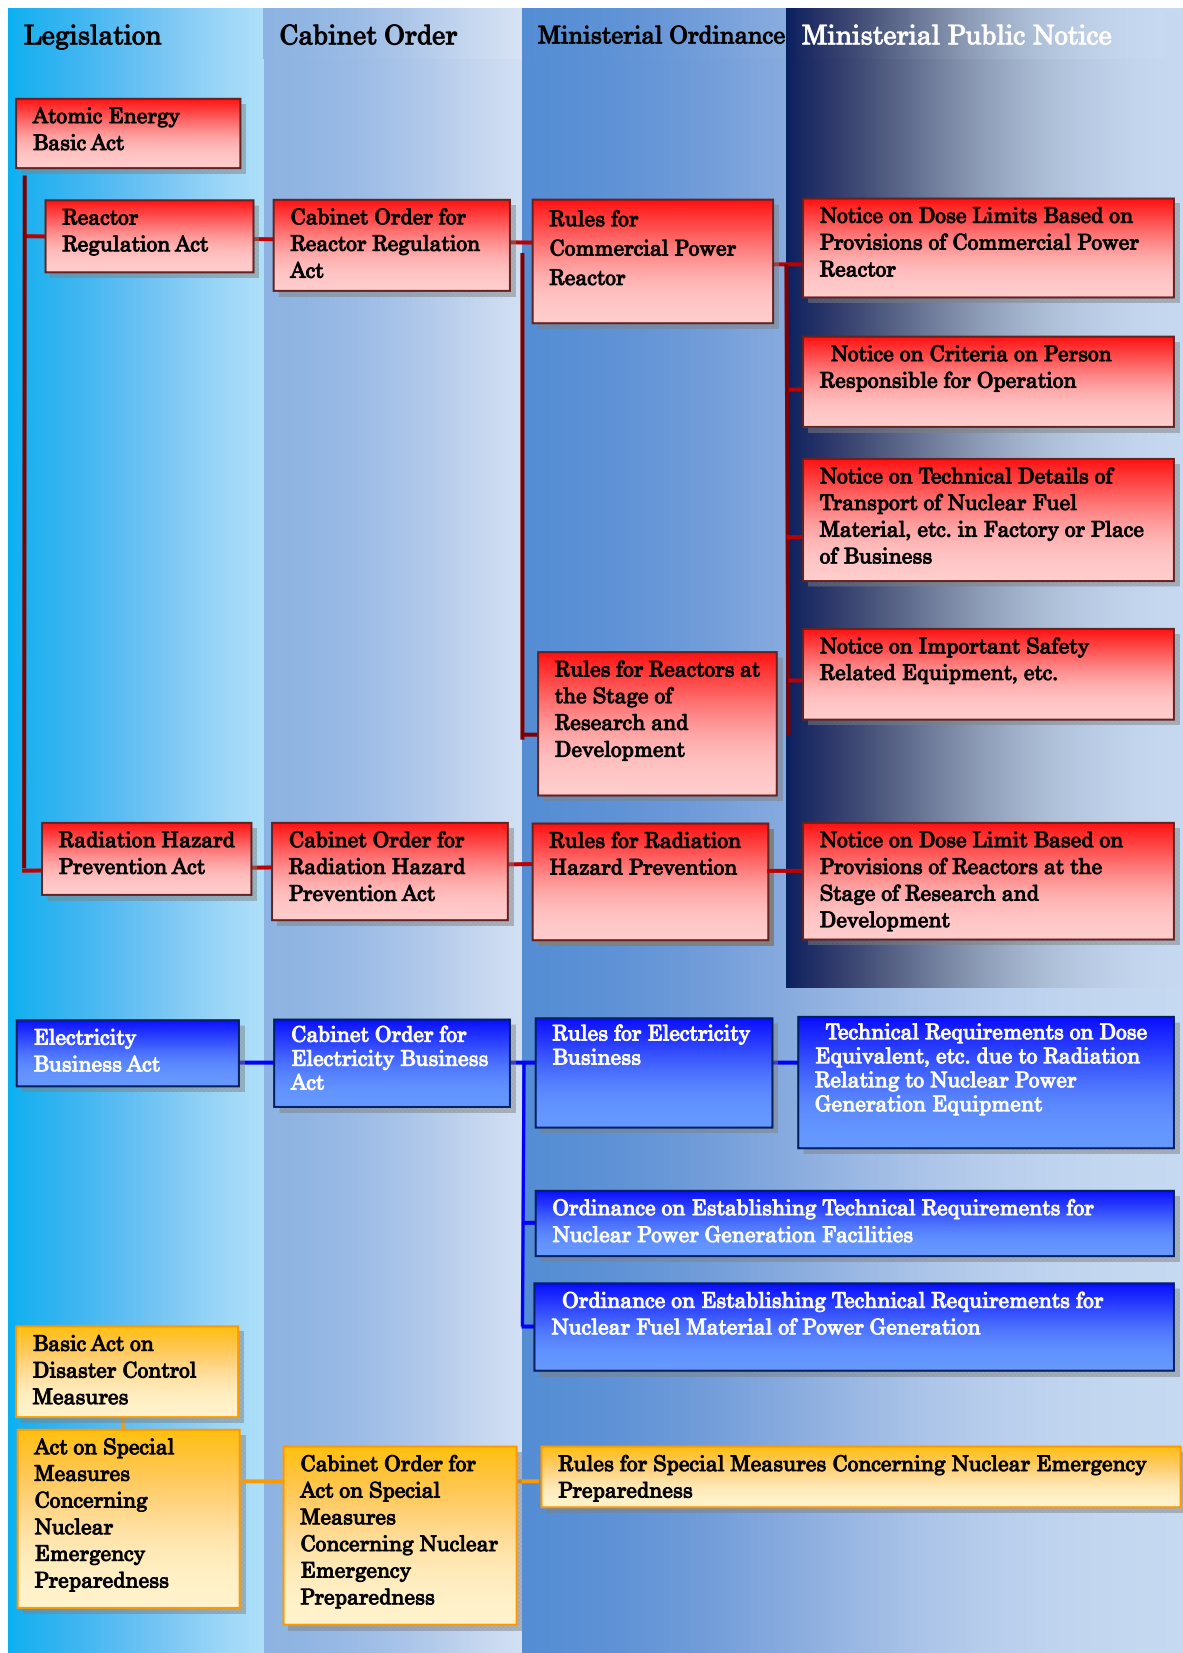 Legislation
Cabinet Order
Ministerial Ordinance
Ministerial Public Notice
Atomic Energy
Basic Act
Reactor
Regulation Act
Cabinet Order for
Reactor Regulation
Act
Rules for
Commercial Power
Reactor
Notice on Dose Limits Based on
Provisions of Commercial Power
Reactor
Notice on Criteria on Person
Responsible for Operation
Notice on Technical Details of
Transport of Nuclear Fuel
Material, etc. in Factory or Place
of Business
Notice on Important Safety
Related Equipment, etc.
Rules for Reactors at
the Stage of
Research and
Development
Radiation Hazard
Prevention Act
Cabinet Order for
Radiation Hazard
Prevention Act
Rules for Radiation
Hazard Prevention
Notice on Dose Limit Based on
Provisions of Reactors at the
Stage of Research and
Development
Electricity
Business Act
Cabinet Order for
Electricity Business
Act
Rules for Electricity
Business
Technical Requirements on Dose
Equivalent, etc. due to Radiation
Relating to Nuclear Power
Generation Equipment
Ordinance on Establishing Technical Requirements for
Nuclear Power Generation Facilities
Ordinance on Establishing Technical Requirements for
Nuclear Fuel Material of Power Generation
Basic Act on
Disaster Control
Measures
Act on Special
Measures
Concerning
Nuclear
Emergency
Preparedness
Cabinet Order for
Act on Special
Measures
Concerning Nuclear
Emergency
Preparedness
Rules for Special Measures Concerning Nuclear Emergency
Preparedness